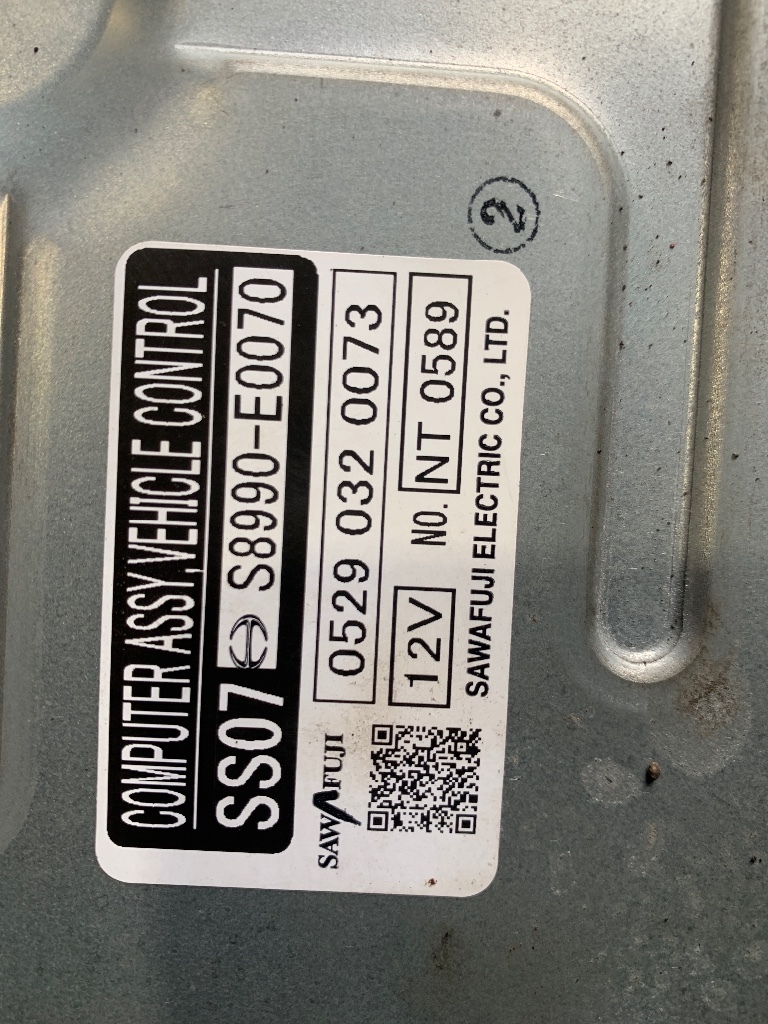 COMPUTER ASSY,VEHICLE CONTROL
SS07 S8990-E0070
0529 032 0073
12V NO. NT 0589
SAWAFUJI
SAWAFUJI ELECTRIC CO., LTD.
2